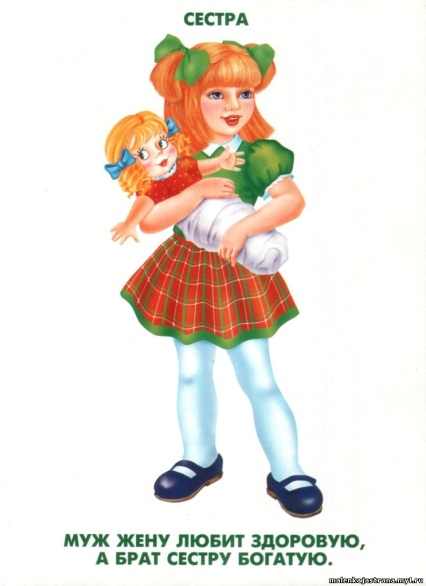 СЕСТРА
МУЖ ЖЕНУ ЛЮБИТ ЗДОРОВУЮ,
А БРАТ СЕСТРУ БОГАТУЮ.
malenkajastrana.my1.ru